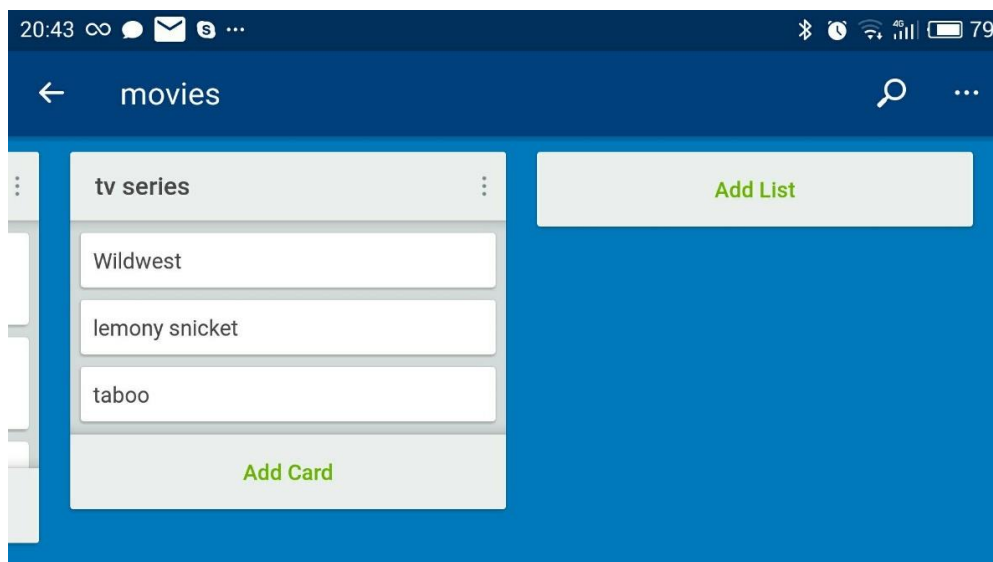 20:43 79
movies
tv series
Add List
Wildwest
lemony snicket
taboo
Add Card